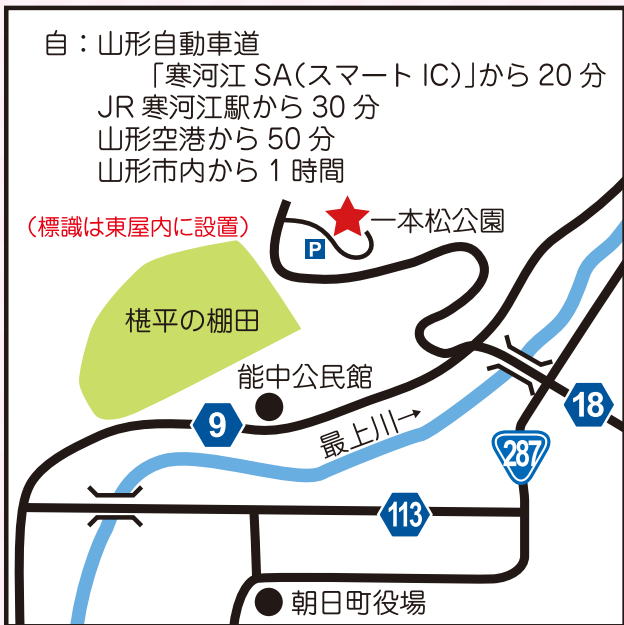 自：山形自動車道
「寒河江 SA（スマート IC）」から 20 分
JR 寒河江駅から 30 分
山形空港から 50 分
山形市内から 1 時間
（標識は東屋内に設置）
一本松公園
P
椹平の棚田
能中公民館
9
最上川→
18
287
113
朝日町役場